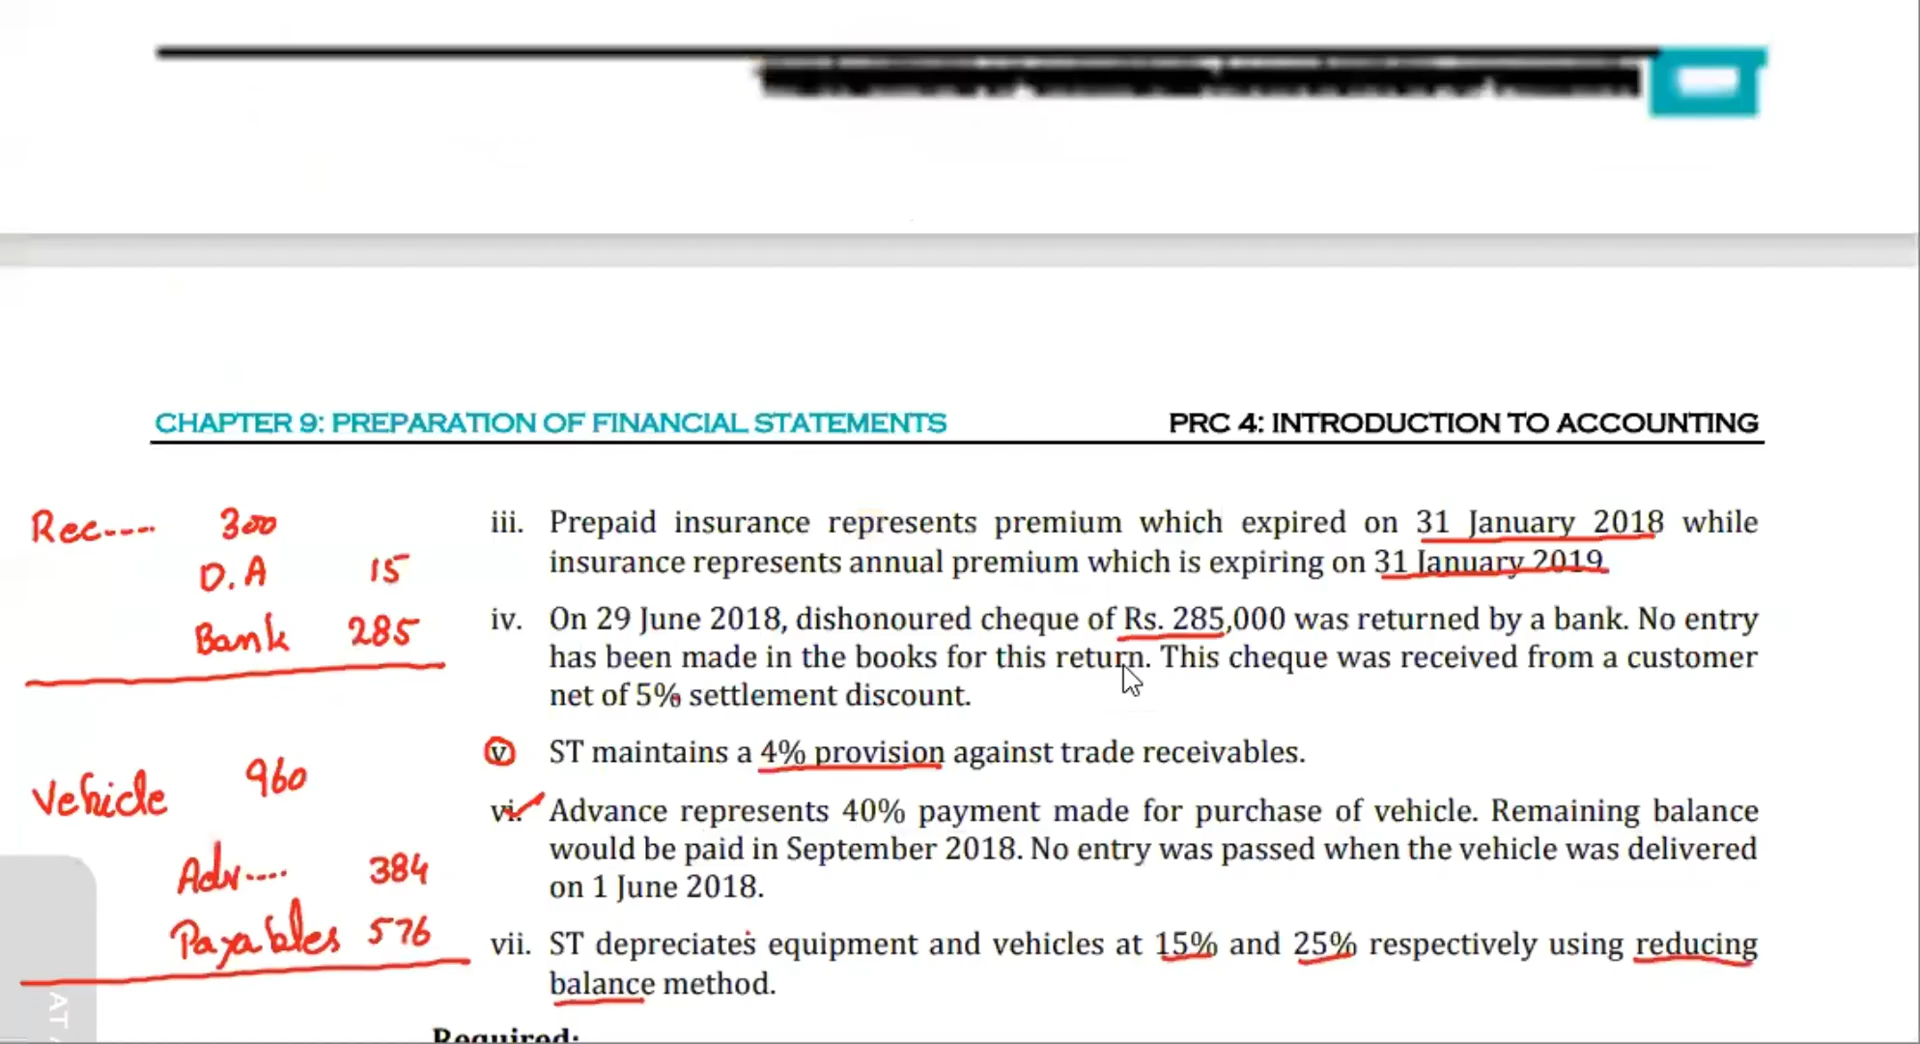 CHAPTER 9: PREPARATION OF FINANCIAL STATEMENTS PRC 4: INTRODUCTION TO ACCOUNTING
Rec---- 300
D.A 15
Bank 285
iii. Prepaid insurance represents premium which expired on 31 January 2018 while
insurance represents annual premium which is expiring on 31 January 2019.
iv. On 29 June 2018, dishonoured cheque of Rs. 285,000 was returned by a bank. No entry
has been made in the books for this return. This cheque was received from a customer
net of 5% settlement discount.
v ST maintains a 4% provision against trade receivables.
Vehicle 960
Adv---- 384
Payables 576
vi. Advance represents 40% payment made for purchase of vehicle. Remaining balance
would be paid in September 2018. No entry was passed when the vehicle was delivered
on 1 June 2018.
vii. ST depreciates equipment and vehicles at 15% and 25% respectively using reducing
balance method.
Required:
AT